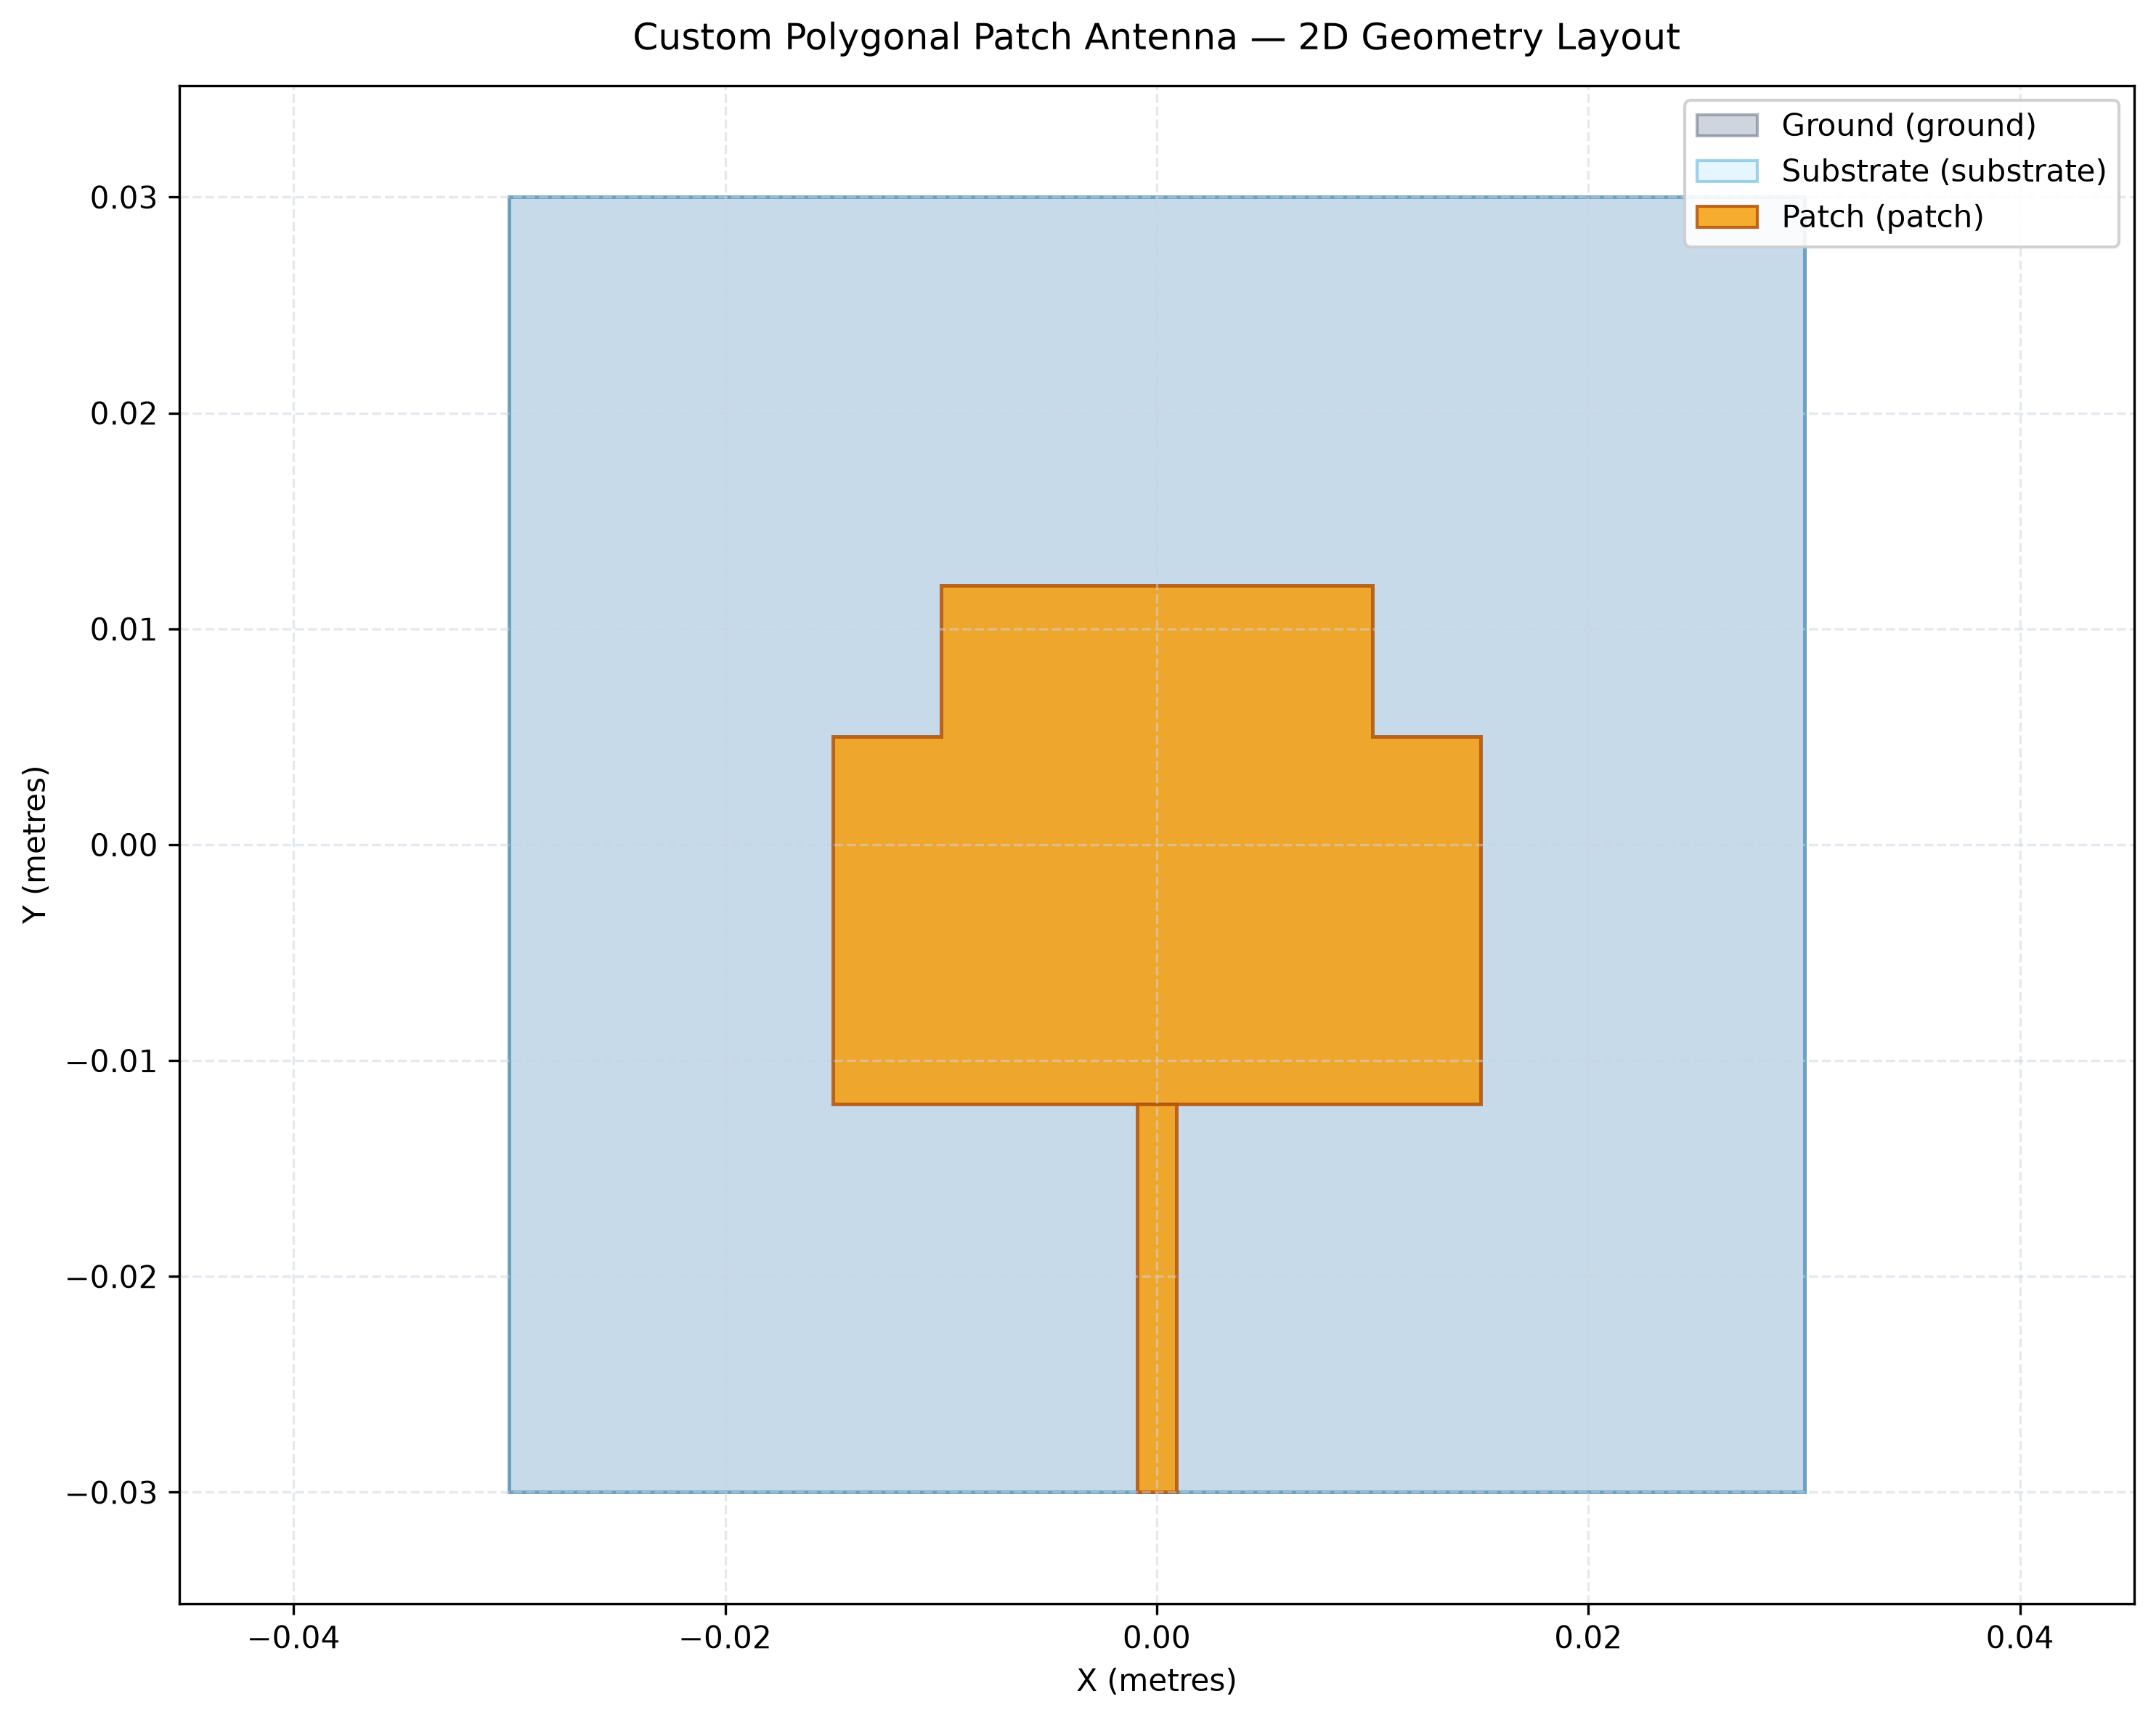 Custom Polygonal Patch Antenna — 2D Geometry Layout
Ground (ground)
Substrate (substrate)
Patch (patch)
Y (metres)
0.03
0.02
0.01
0.00
−0.01
−0.02
−0.03
−0.04 −0.02 0.00 0.02 0.04
X (metres)